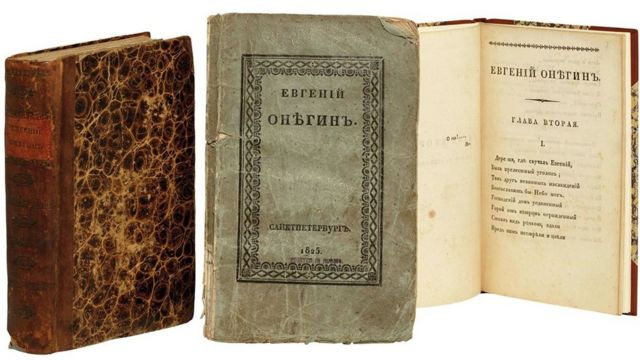 ЕВГЕНІЙ
ОНѢГИНЪ.
САНКТПЕТЕРБУРГЪ.
1825.
ЕВГЕНІЙ ОНѢГИНЪ.
ГЛАВА ВТОРАЯ.
I.
гдѣ скучалъ Евгеній,
Была прелестный уголокъ;
Тамъ другъ невинныхъ наслажденій
Благословить бы Небо могъ.
Господскій домъ уединенный
Горой отъ вѣтровъ огражденный
Стоялъ надъ рѣчкою, вдали
Предъ нимъ пестрѣли и цвѣли